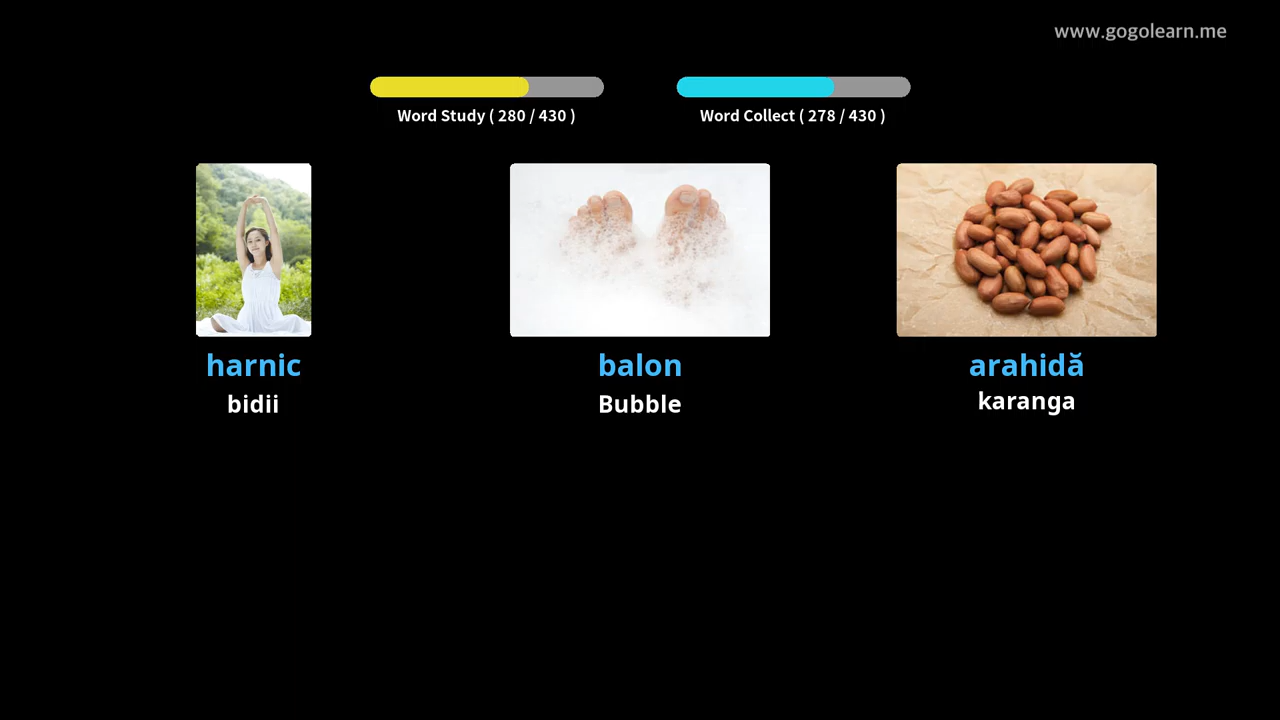 www.gogolearn.me
Word Study ( 280 / 430 )
Word Collect ( 278 / 430 )
harnic
bidii
balon
Bubble
arahidă
karanga